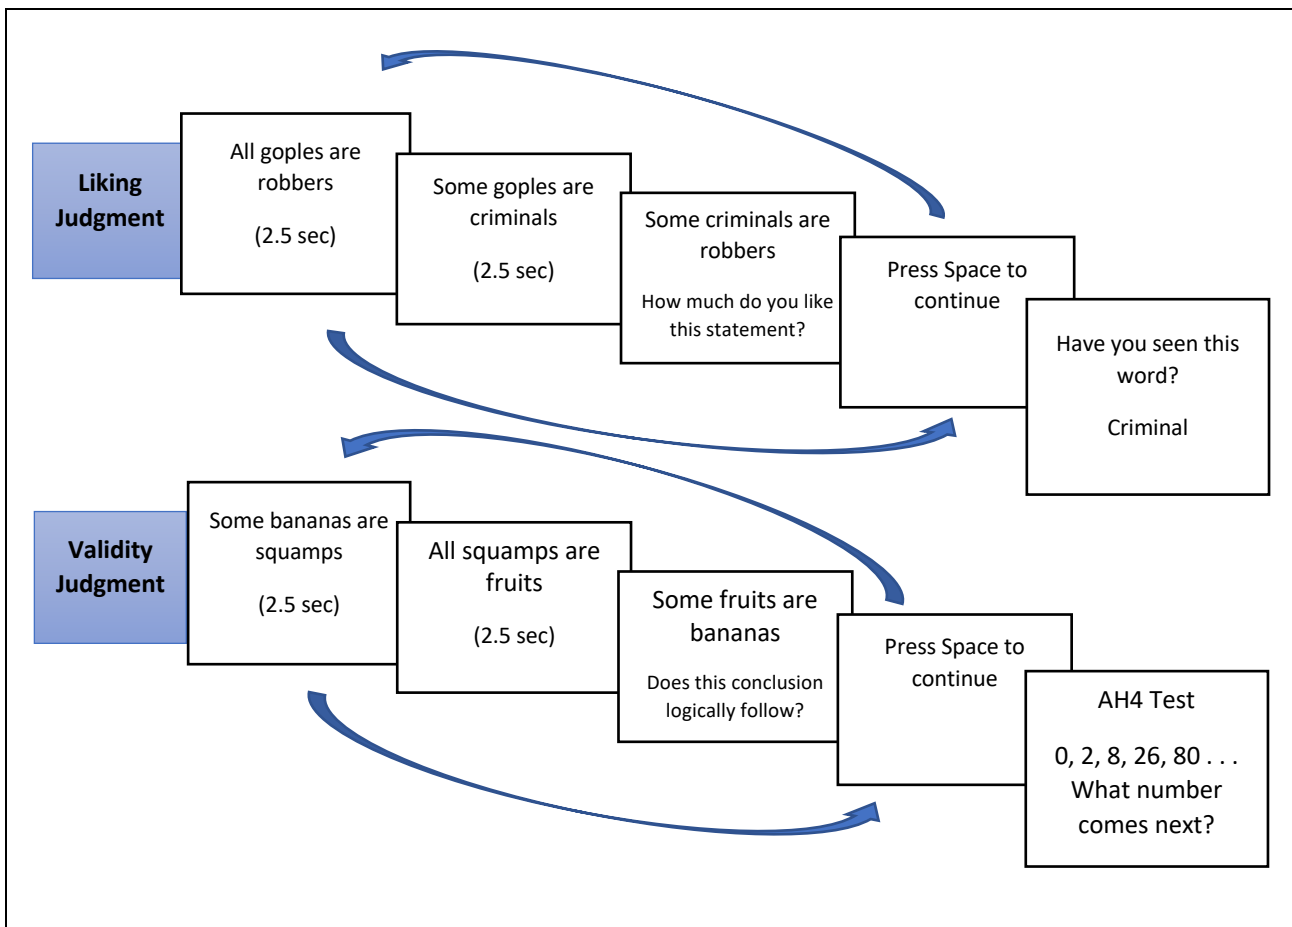 Liking
Judgment
All goples are
robbers
(2.5 sec)
Some goples are
criminals
(2.5 sec)
Some criminals are
robbers
How much do you like
this statement?
Press Space to
continue
Have you seen this
word?
Criminal
Validity
Judgment
Some bananas are
squamps
(2.5 sec)
All squamps are
fruits
(2.5 sec)
Some fruits are
bananas
Does this conclusion
logically follow?
Press Space to
continue
AH4 Test
0, 2, 8, 26, 80 . . .
What number
comes next?